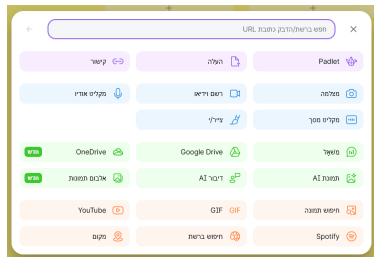 חפש ברשת/הדבק כתובת URL
Padlet
העלה
קישור
מצלמה
רשם וידיאו
מקליט אודיו
מקליט מסך
צייר/י
משאל
Google Drive
OneDrive
חדש
תמונת AI
דיבור AI
אלבום תמונות
חדש
חיפוש תמונה
GIF
GIF
YouTube
Spotify
חיפוש ברשת
מקום